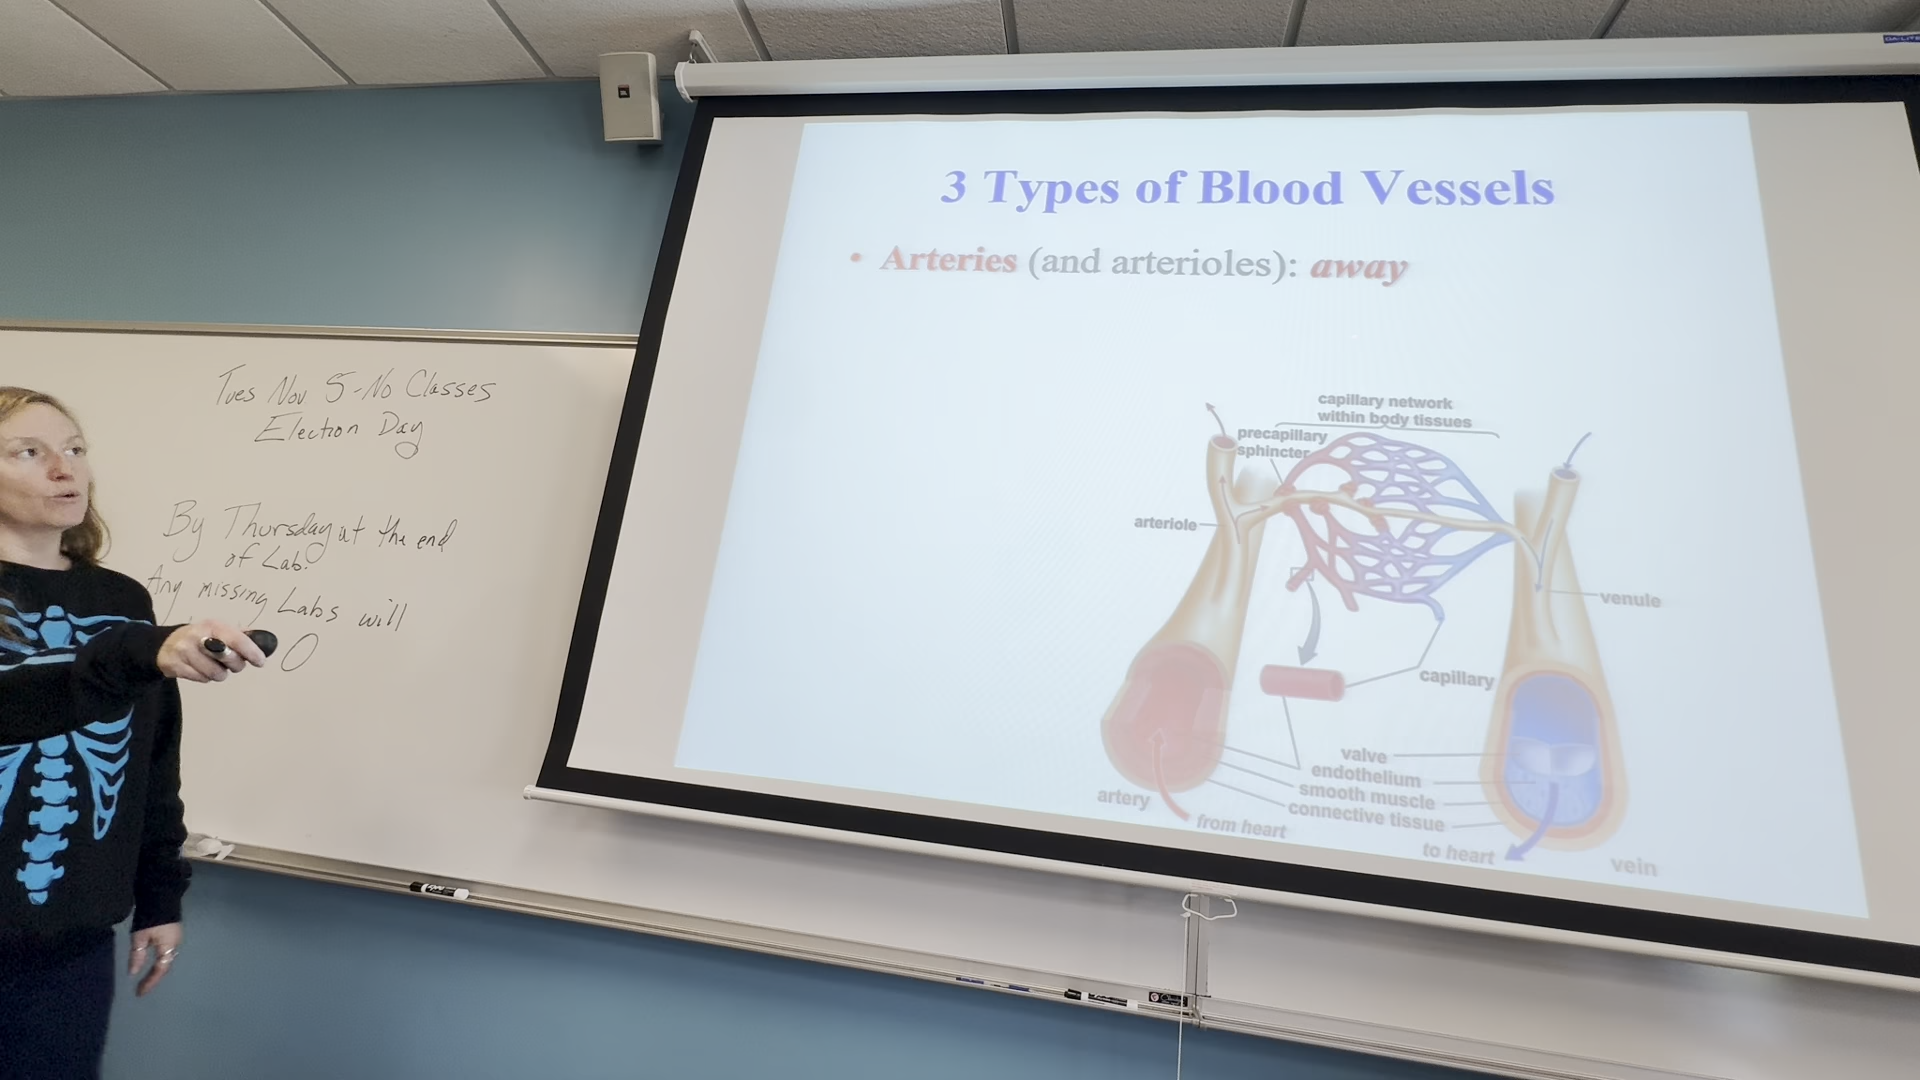 3 Types of Blood Vessels
• Arteries (and arterioles): away
capillary network
within body tissues
precapillary
sphincter
arteriole
venule
capillary
valve
endothelium
smooth muscle
connective tissue
artery
from heart
to heart
vein
Tues Nov 5 - No Classes
Election Day
By Thursday at the end
of Lab.
Any missing Labs will
0